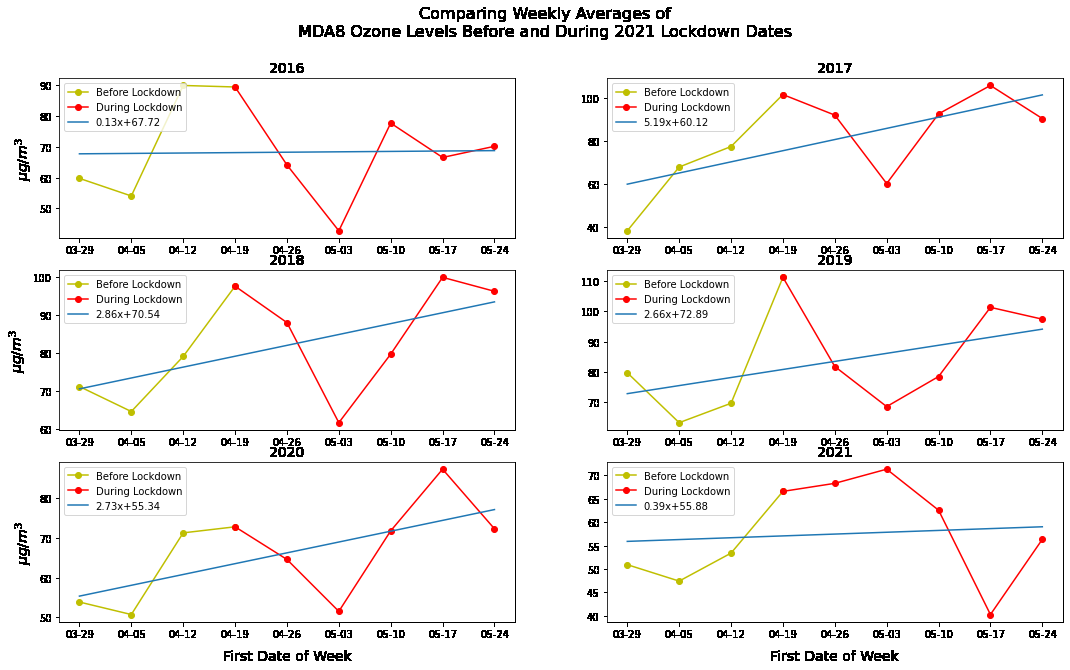 Comparing Weekly Averages of
MDA8 Ozone Levels Before and During 2021 Lockdown Dates
2016
90
80
70
60
50
μg/m³
Before Lockdown
During Lockdown
0.13x+67.72
03-29 04-05 04-12 04-19 04-26 05-03 05-10 05-17 05-24
2017
100
80
60
40
Before Lockdown
During Lockdown
5.19x+60.12
03-29 04-05 04-12 04-19 04-26 05-03 05-10 05-17 05-24
2018
100
90
80
70
60
μg/m³
Before Lockdown
During Lockdown
2.86x+70.54
03-29 04-05 04-12 04-19 04-26 05-03 05-10 05-17 05-24
2019
110
100
90
80
70
Before Lockdown
During Lockdown
2.66x+72.89
03-29 04-05 04-12 04-19 04-26 05-03 05-10 05-17 05-24
2020
80
70
60
50
μg/m³
Before Lockdown
During Lockdown
2.73x+55.34
03-29 04-05 04-12 04-19 04-26 05-03 05-10 05-17 05-24
First Date of Week
2021
70
65
60
55
50
45
40
Before Lockdown
During Lockdown
0.39x+55.88
03-29 04-05 04-12 04-19 04-26 05-03 05-10 05-17 05-24
First Date of Week